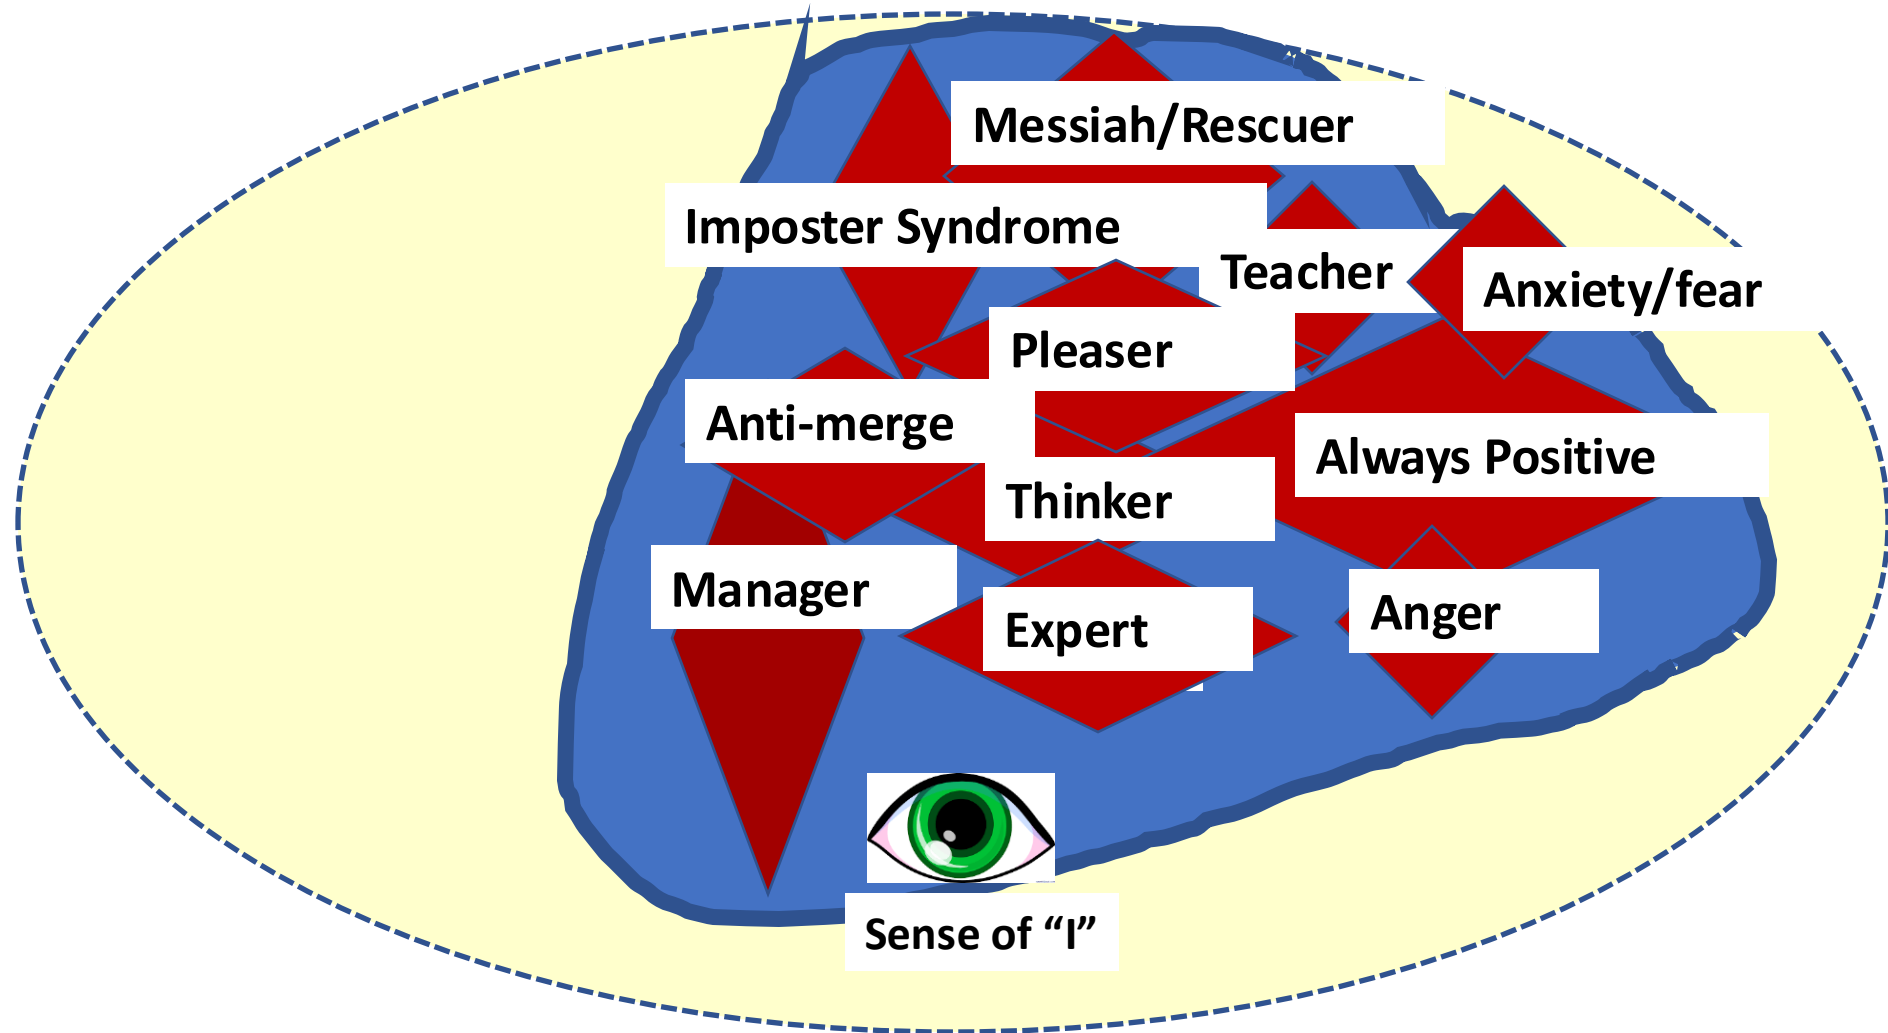 Messiah/Rescuer
Imposter Syndrome
Teacher
Anxiety/fear
Pleaser
Anti-merge
Always Positive
Thinker
Manager
Expert
Anger
Sense of “I”